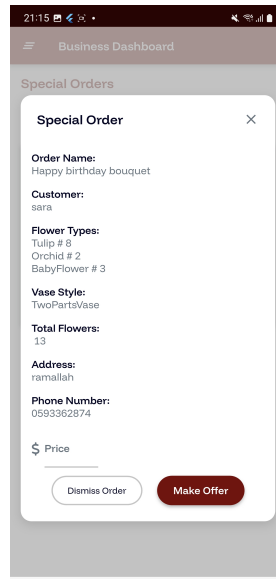 21:15
Business Dashboard
Special Orders
Special Order
Order Name:
Happy birthday bouquet
Customer:
sara
Flower Types:
Tulip # 8
Orchid # 2
BabyFlower # 3
Vase Style:
TwoPartsVase
Total Flowers:
13
Address:
ramallah
Phone Number:
0593362874
$ Price
Dismiss Order
Make Offer